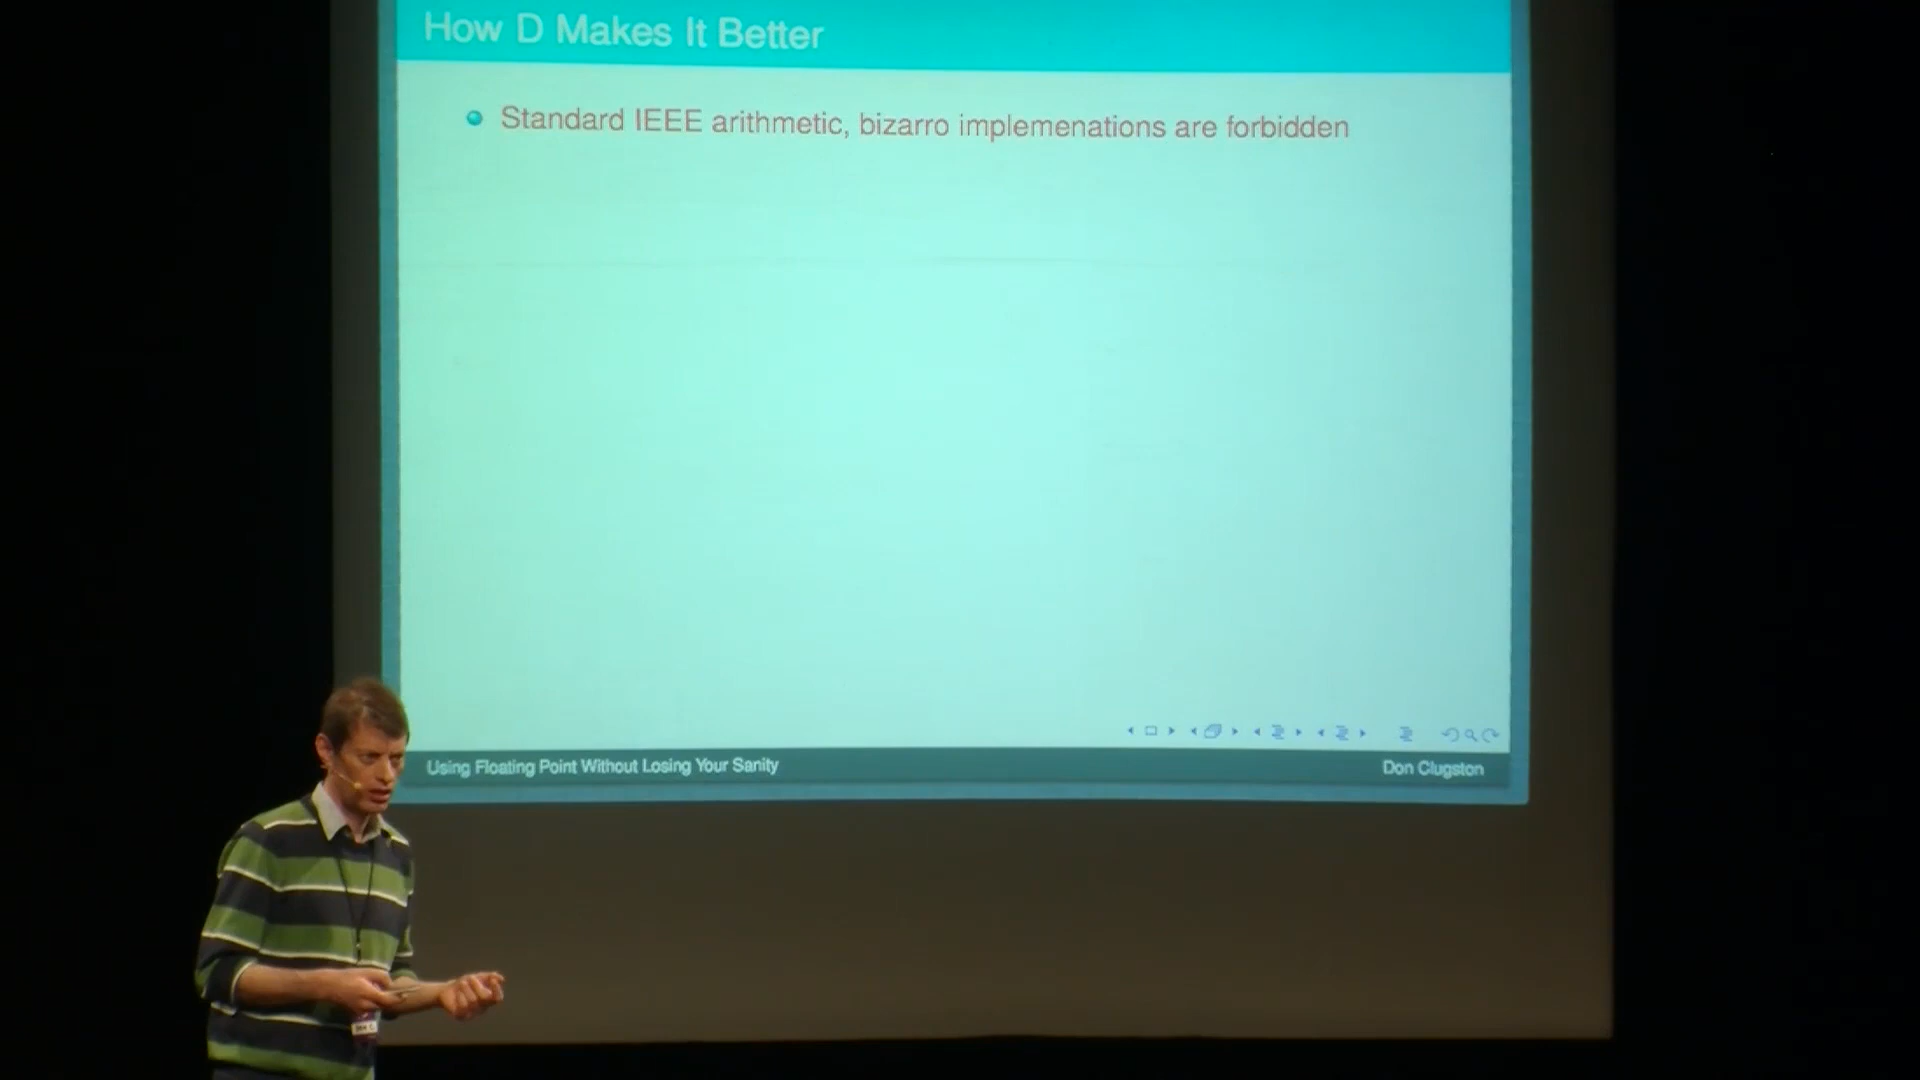 How D Makes It Better
Standard IEEE arithmetic, bizarro implemenations are forbidden
Using Floating Point Without Losing Your Sanity
Don Clugston